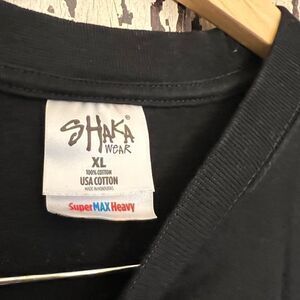 SHAKA
WEAR
XL
100% COTTON
USA COTTON
MADE IN HONDURAS
SuperMAXHeavy